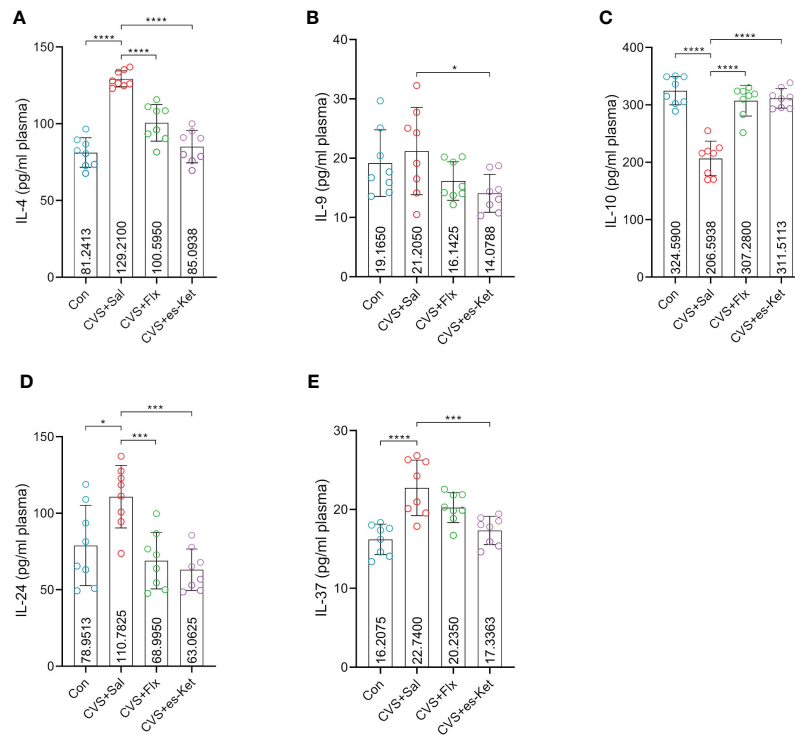 A
IL-4 (pg/ml plasma)
150
100
50
0
****
****
****
81.2413
129.2100
100.5950
85.0938
Con
CVS+Sal
CVS+Flx
CVS+es-Ket
B
IL-9 (pg/ml plasma)
40
30
20
10
0
*
19.1650
21.2050
16.1425
14.0788
Con
CVS+Sal
CVS+Flx
CVS+es-Ket
C
IL-10 (pg/ml plasma)
400
300
200
100
0
****
****
****
324.5900
206.5938
307.2800
311.5113
Con
CVS+Sal
CVS+Flx
CVS+es-Ket
D
IL-24 (pg/ml plasma)
150
100
50
0
*
***
***
78.9513
110.7825
68.9950
63.0625
Con
CVS+Sal
CVS+Flx
CVS+es-Ket
E
IL-37 (pg/ml plasma)
30
20
10
0
****
***
16.2075
22.7400
20.2350
17.3363
Con
CVS+Sal
CVS+Flx
CVS+es-Ket